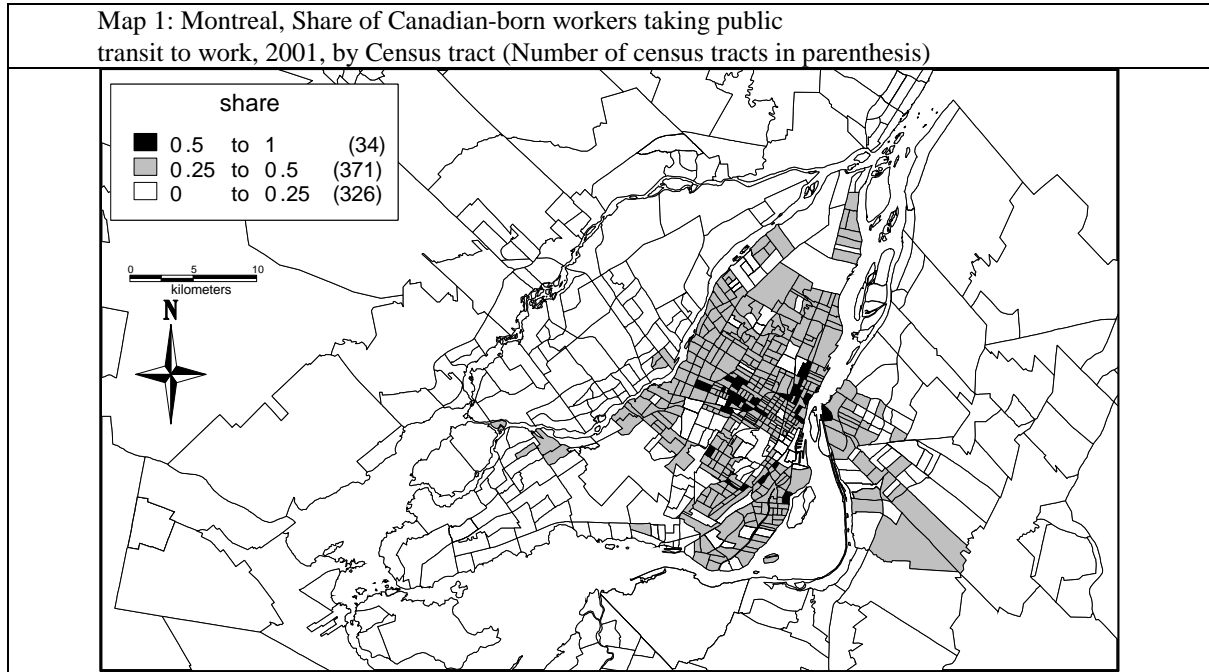 Map 1: Montreal, Share of Canadian-born workers taking public
transit to work, 2001, by Census tract (Number of census tracts in parenthesis)
share
0.5 to 1 (34)
0.25 to 0.5 (371)
0 to 0.25 (326)
0 5 10
kilometers
N